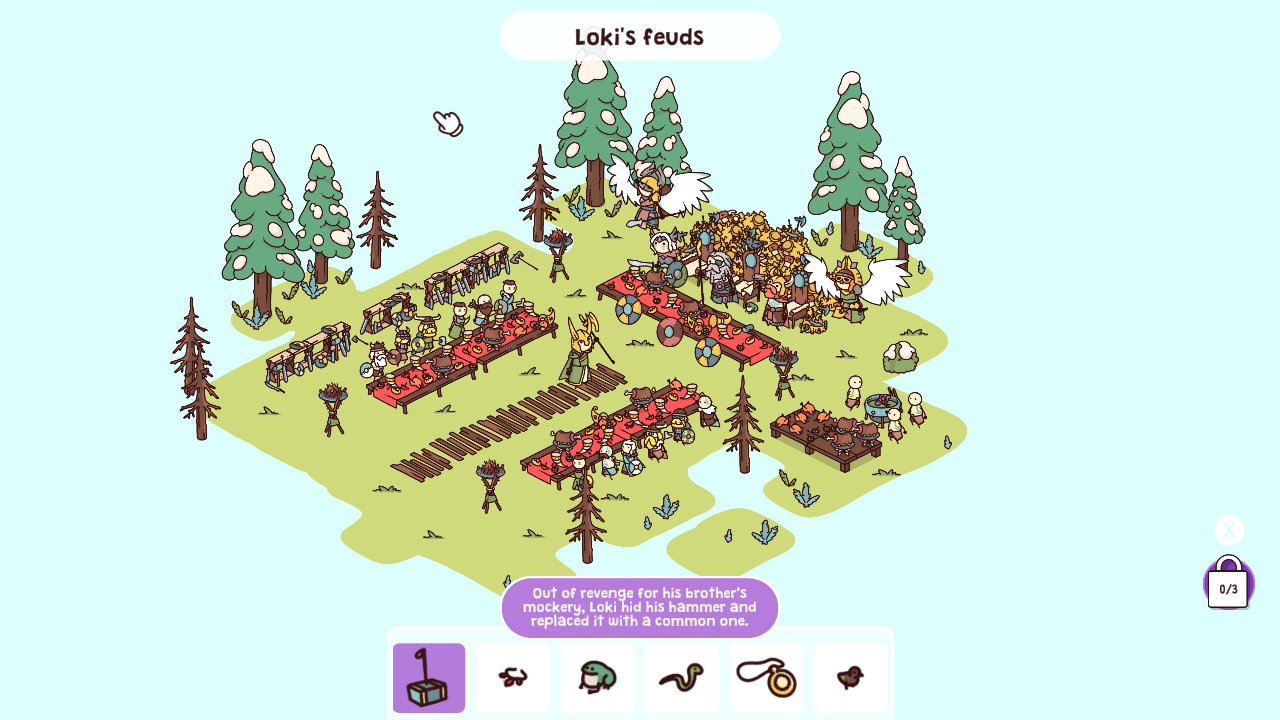 Loki's feuds
X
0/3
Out of revenge for his brother's
mockery, Loki hid his hammer and
replaced it with a common one.